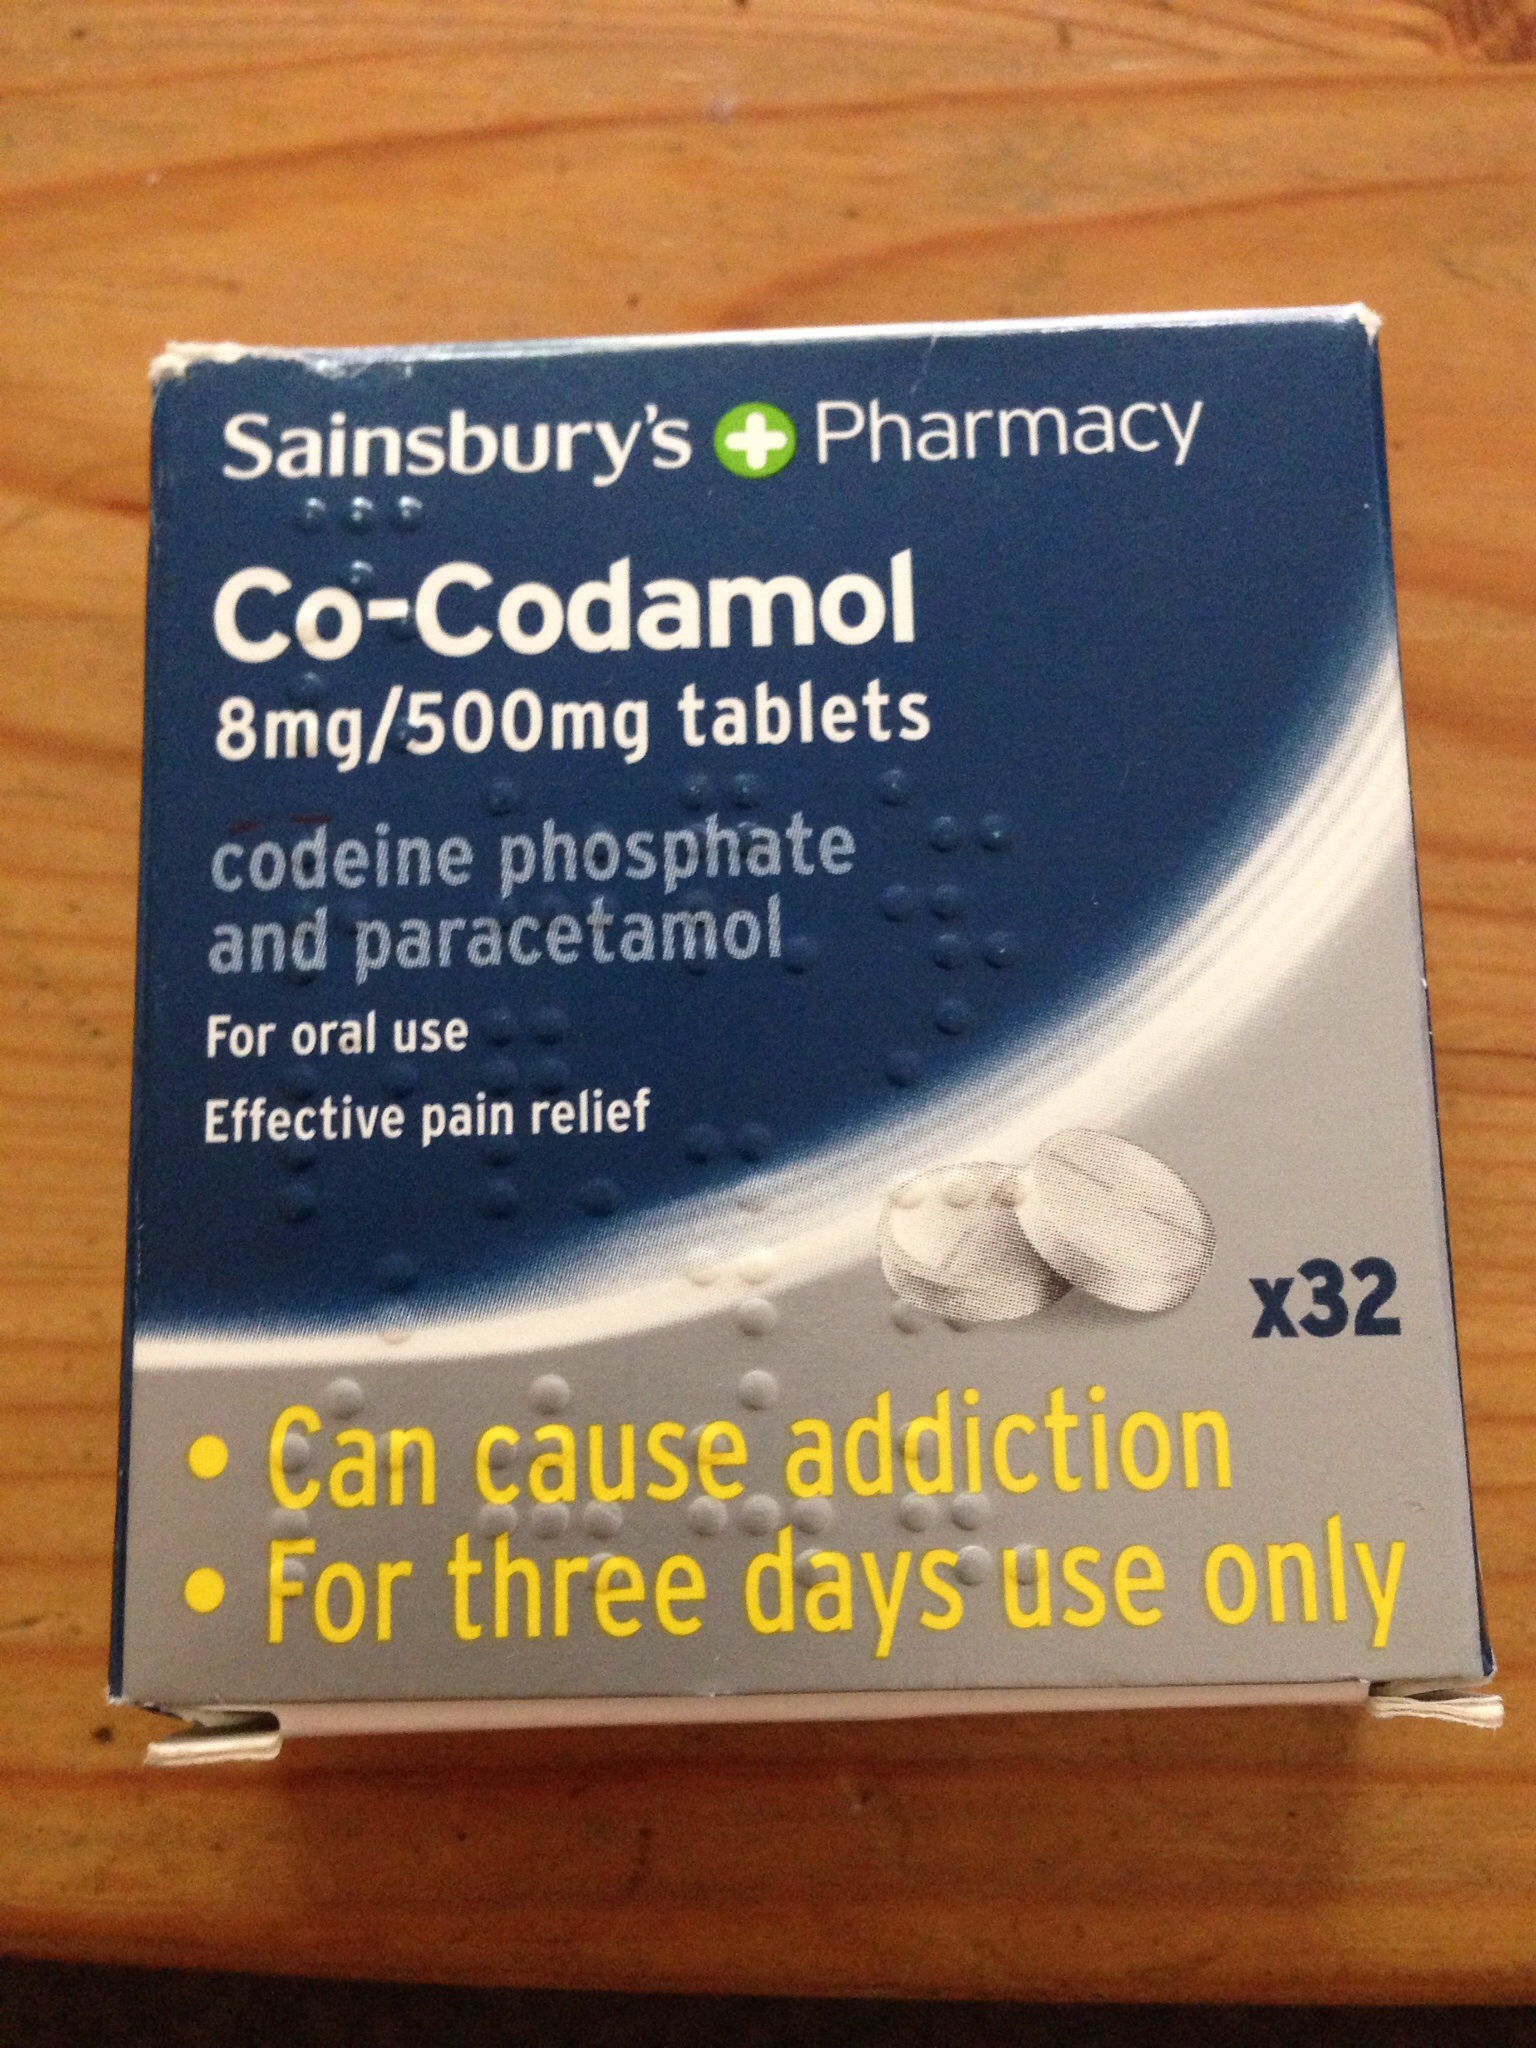 Sainsbury's Pharmacy
Co-Codamol
8mg/500mg tablets
codeine phosphate
and paracetamol
For oral use
Effective pain relief
x32
• Can cause addiction
• For three days use only